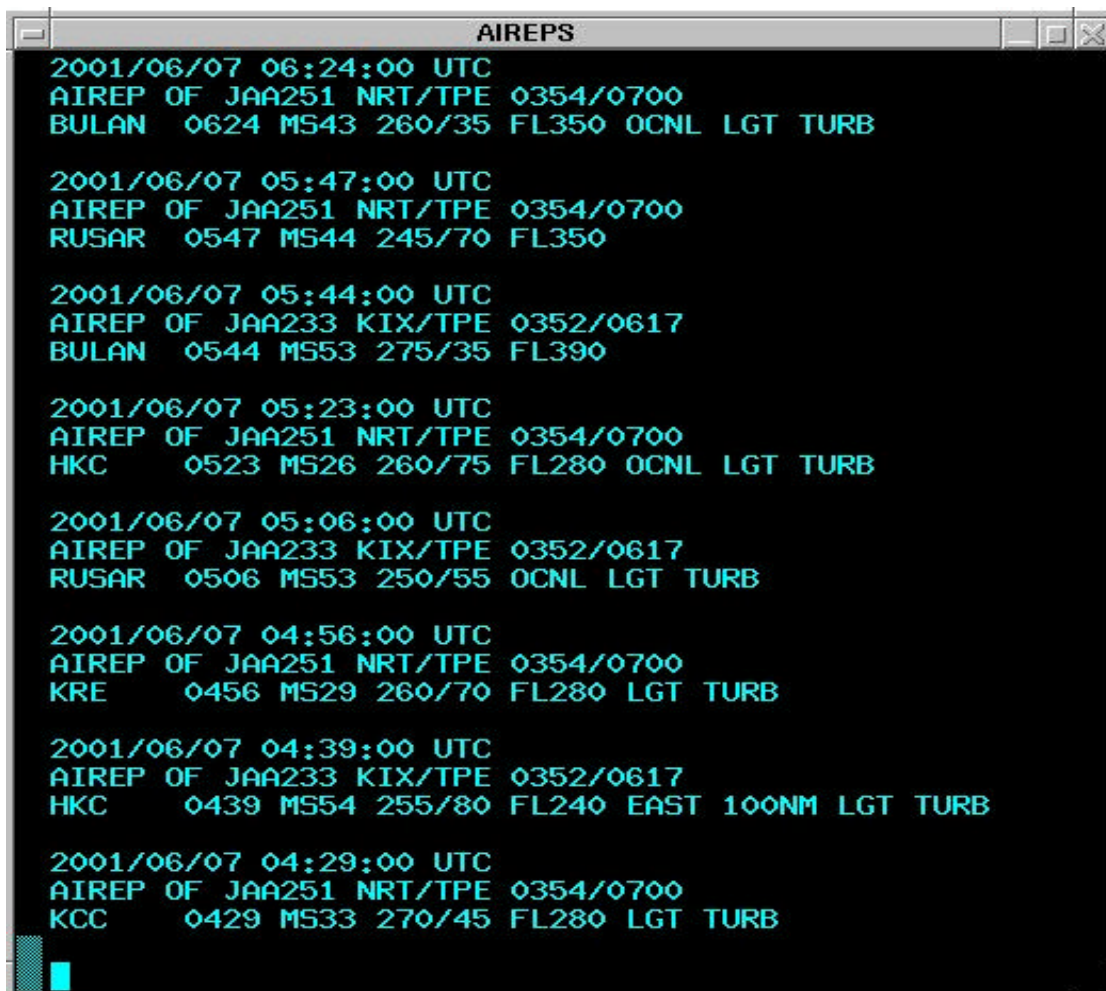 AIREPS
2001/06/07 06:24:00 UTC
AIREP OF JAA251 NRT/TPE 0354/0700
BULAN 0624 MS43 260/35 FL350 OCNL LGT TURB
2001/06/07 05:47:00 UTC
AIREP OF JAA251 NRT/TPE 0354/0700
RUSAR 0547 MS44 245/70 FL350
2001/06/07 05:44:00 UTC
AIREP OF JAA233 KIX/TPE 0352/0617
BULAN 0544 MS53 275/35 FL390
2001/06/07 05:23:00 UTC
AIREP OF JAA251 NRT/TPE 0354/0700
HKC 0523 MS26 260/75 FL280 OCNL LGT TURB
2001/06/07 05:06:00 UTC
AIREP OF JAA233 KIX/TPE 0352/0617
RUSAR 0506 MS53 250/55 OCNL LGT TURB
2001/06/07 04:56:00 UTC
AIREP OF JAA251 NRT/TPE 0354/0700
KRE 0456 MS29 260/70 FL280 LGT TURB
2001/06/07 04:39:00 UTC
AIREP OF JAA233 KIX/TPE 0352/0617
HKC 0439 MS54 255/80 FL240 EAST 100NM LGT TURB
2001/06/07 04:29:00 UTC
AIREP OF JAA251 NRT/TPE 0354/0700
KCC 0429 MS33 270/45 FL280 LGT TURB